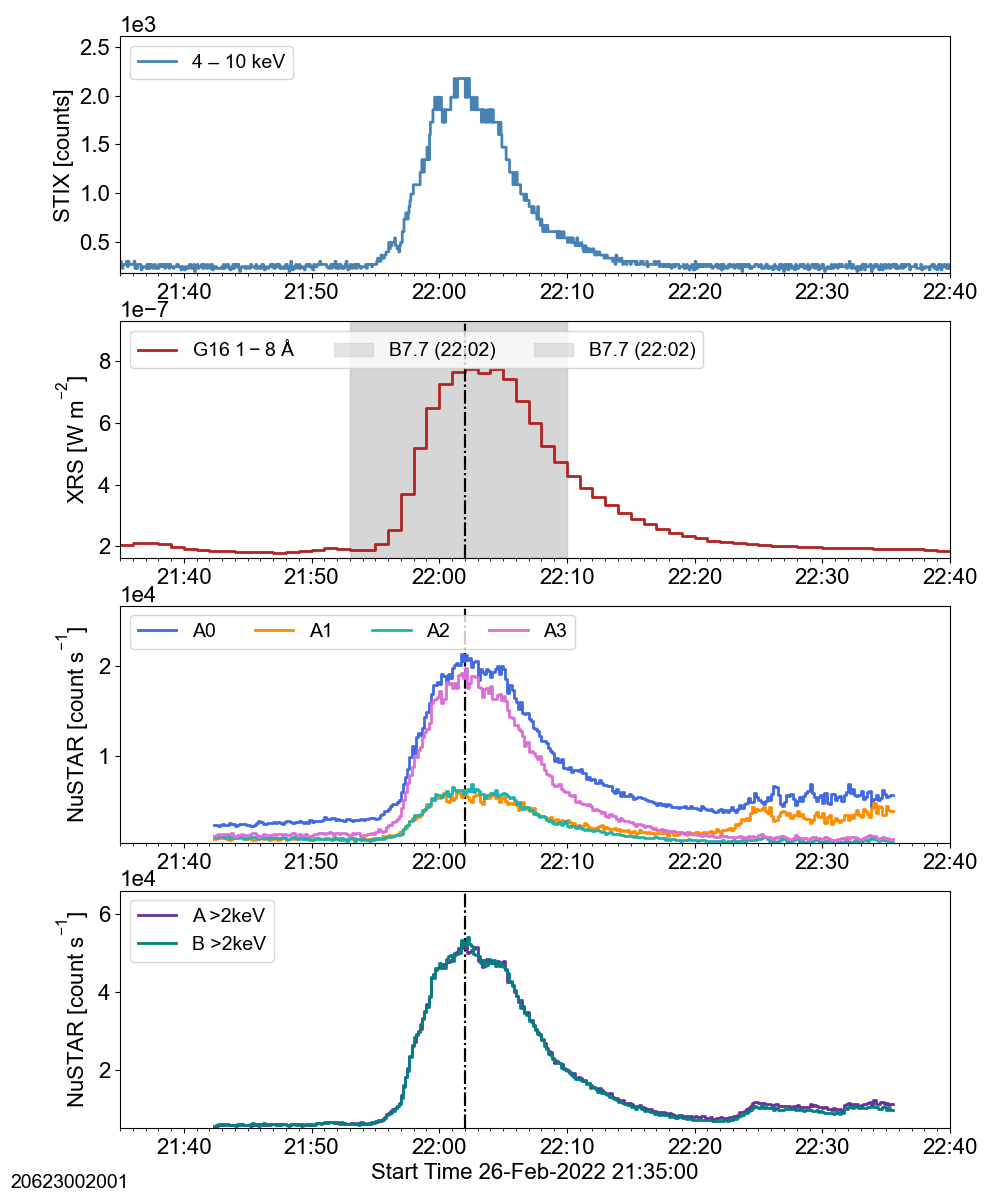 1e3
STIX [counts]
2.5
2.0
1.5
1.0
0.5
4 – 10 keV
21:40 21:50 22:00 22:10 22:20 22:30 22:40
1e−7
XRS [W m⁻²]
8
6
4
2
G16 1 − 8 Å B7.7 (22:02) B7.7 (22:02)
21:40 21:50 22:00 22:10 22:20 22:30 22:40
1e4
NuSTAR [count s⁻¹]
2
1
A0 A1 A2 A3
21:40 21:50 22:00 22:10 22:20 22:30 22:40
1e4
NuSTAR [count s⁻¹]
6
4
2
A >2keV
B >2keV
21:40 21:50 22:00 22:10 22:20 22:30 22:40
Start Time 26-Feb-2022 21:35:00
20623002001